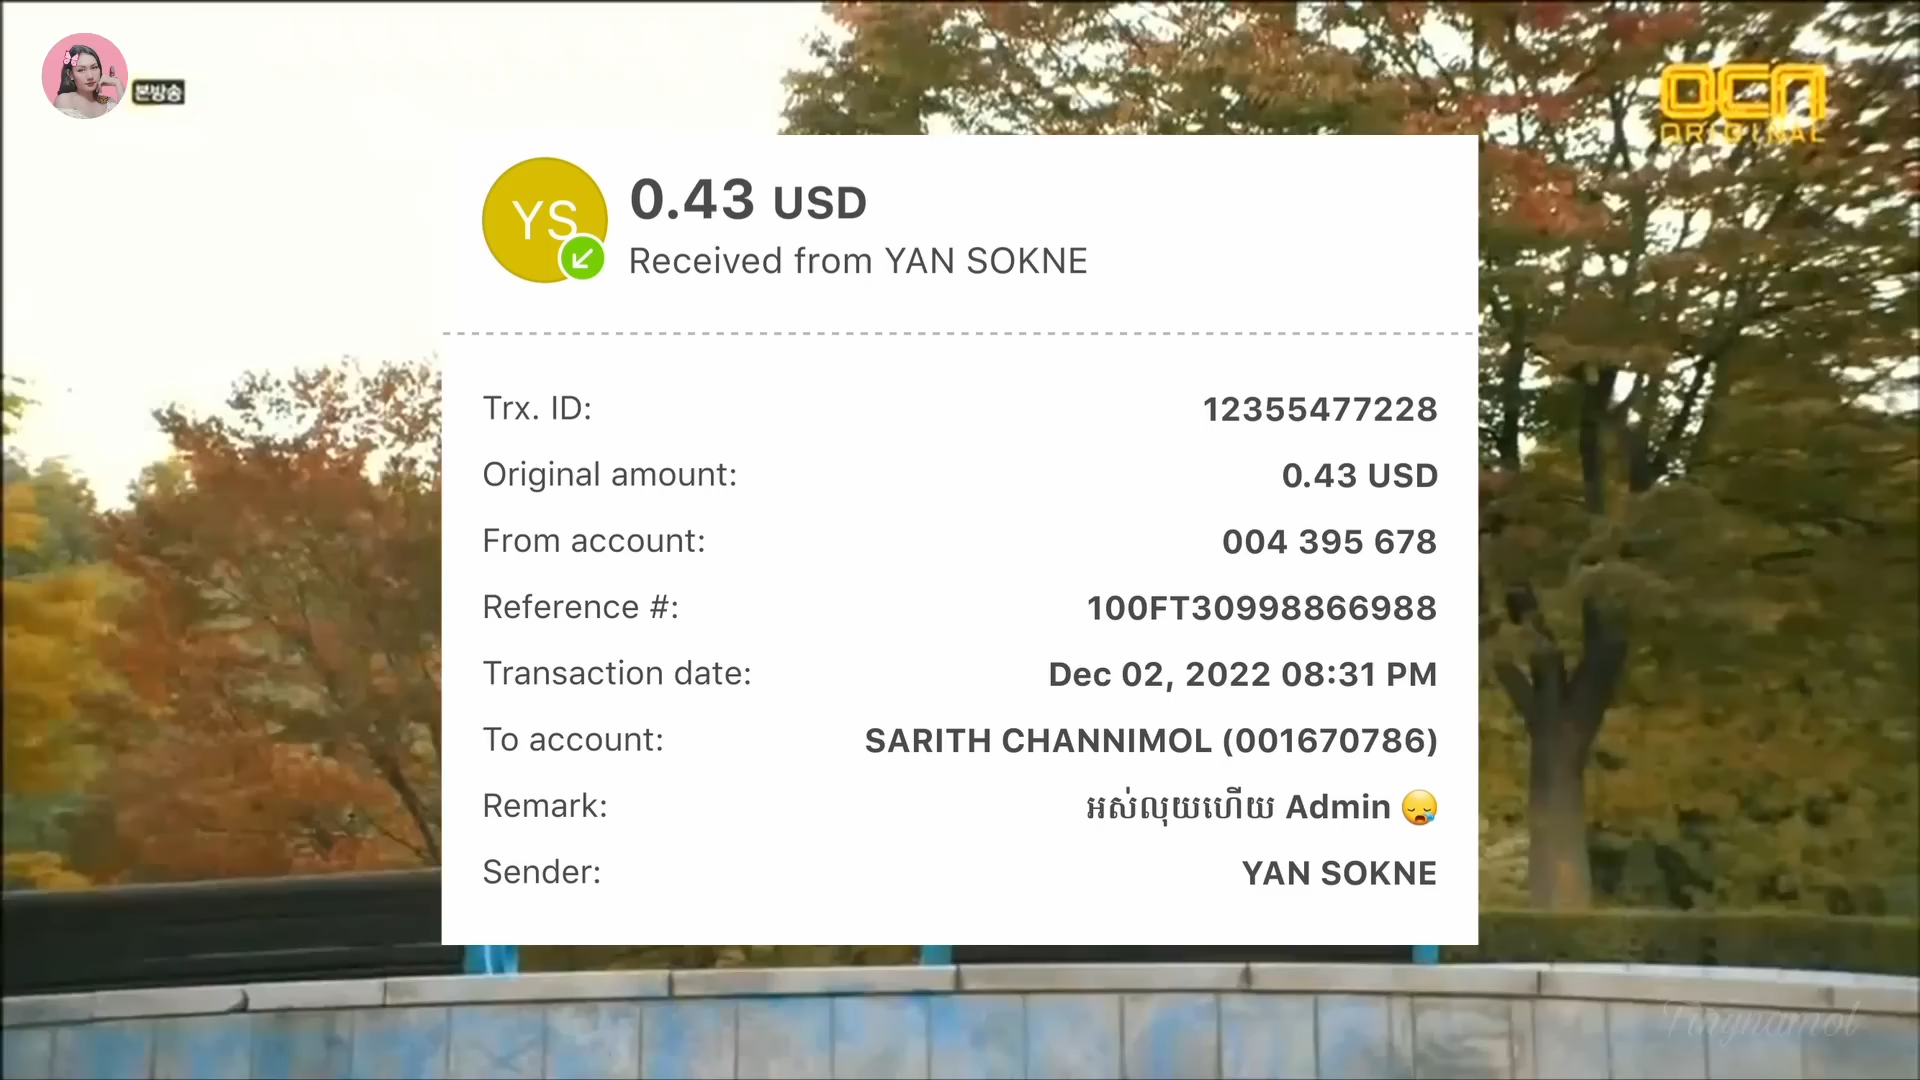 본방송
OCN
ORIGINAL
YS
0.43 USD
Received from YAN SOKNE
Trx. ID: 12355477228
Original amount: 0.43 USD
From account: 004 395 678
Reference #: 100FT30998866988
Transaction date: Dec 02, 2022 08:31 PM
To account: SARITH CHANNIMOL (001670786)
Remark: អស់លុយហើយ Admin 😪
Sender: YAN SOKNE